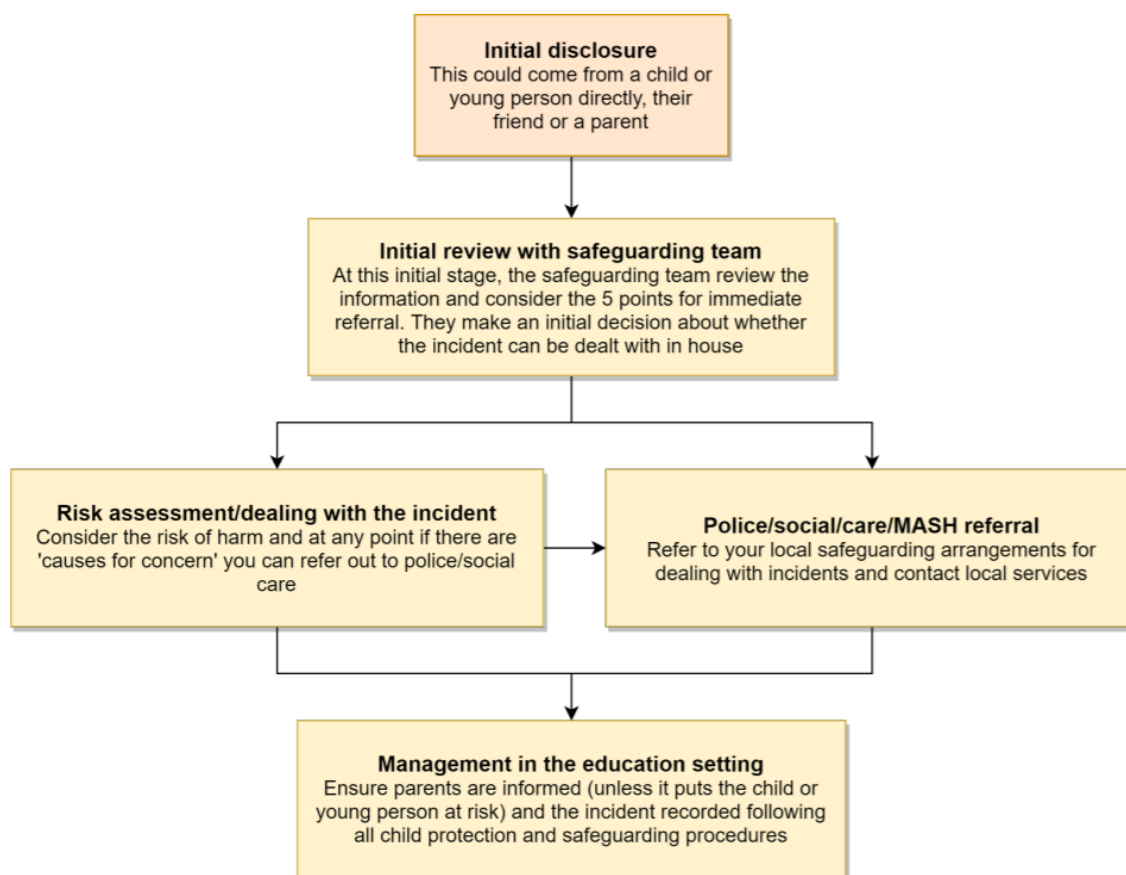 Initial disclosure
This could come from a child or
young person directly, their
friend or a parent
Initial review with safeguarding team
At this initial stage, the safeguarding team review the
information and consider the 5 points for immediate
referral. They make an initial decision about whether
the incident can be dealt with in house
Risk assessment/dealing with the incident
Consider the risk of harm and at any point if there are
'causes for concern' you can refer out to police/social
care
Police/social/care/MASH referral
Refer to your local safeguarding arrangements for
dealing with incidents and contact local services
Management in the education setting
Ensure parents are informed (unless it puts the child or
young person at risk) and the incident recorded following
all child protection and safeguarding procedures